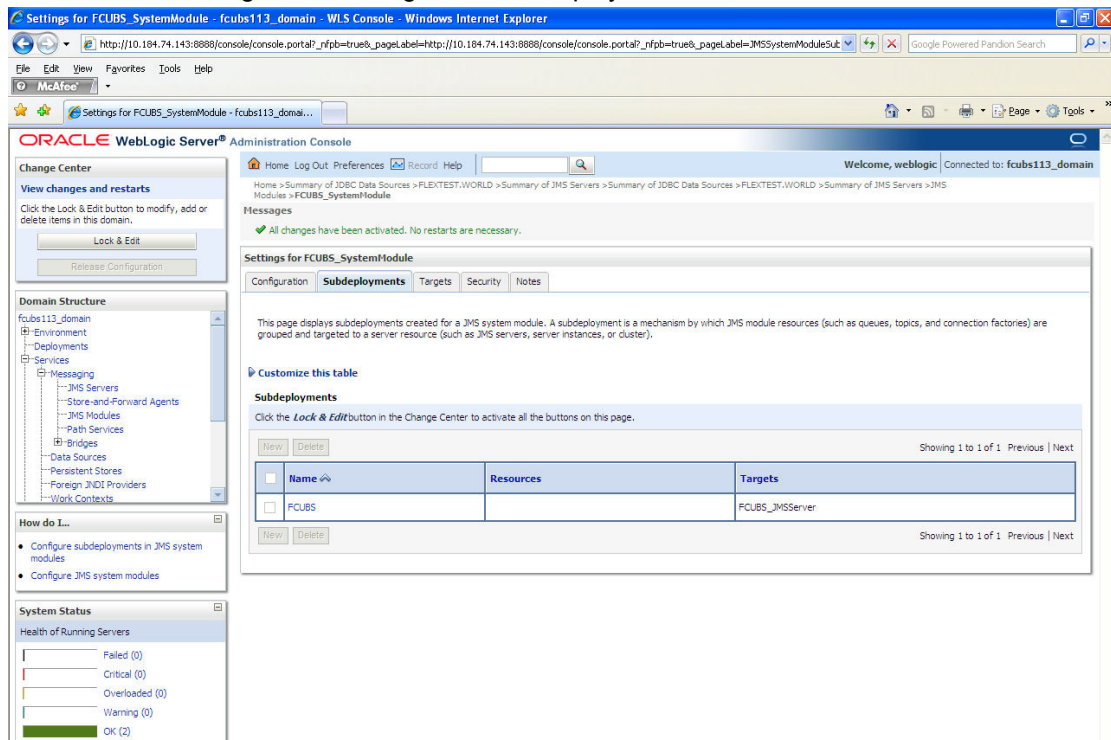 Settings for FCUBS_SystemModule - fcubs113_domain - WLS Console - Windows Internet Explorer
http://10.184.74.143:8888/console/console.portal?_nfpb=true&_pageLabel=http://10.184.74.143:8888/console/console.portal?_nfpb=true&_pageLabel=JMSSystemModuleSub
Google Powered Pandion Search
File Edit View Favorites Tools Help
McAfee
Settings for FCUBS_SystemModule - fcubs113_domai...
Page Tools
ORACLE WebLogic Server® Administration Console
Change Center
View changes and restarts
Click the Lock & Edit button to modify, add or
delete items in this domain.
Lock & Edit
Release Configuration
Domain Structure
fcubs113_domain
Environment
Deployments
Services
Messaging
JMS Servers
Store-and-Forward Agents
JMS Modules
Path Services
Bridges
Data Sources
Persistent Stores
Foreign JNDI Providers
Work Contexts
How do I...
Configure subdeployments in JMS system
modules
Configure JMS system modules
System Status
Health of Running Servers
Failed (0)
Critical (0)
Overloaded (0)
Warning (0)
OK (2)
Home Log Out Preferences Record Help
Welcome, weblogic Connected to: fcubs113_domain
Home >Summary of JDBC Data Sources >FLEXTEST.WORLD >Summary of JMS Servers >Summary of JDBC Data Sources >FLEXTEST.WORLD >Summary of JMS Servers >JMS
Modules >FCUBS_SystemModule
Messages
All changes have been activated. No restarts are necessary.
Settings for FCUBS_SystemModule
Configuration Subdeployments Targets Security Notes
This page displays subdeployments created for a JMS system module. A subdeployment is a mechanism by which JMS module resources (such as queues, topics, and connection factories) are
grouped and targeted to a server resource (such as JMS servers, server instances, or cluster).
Customize this table
Subdeployments
Click the Lock & Edit button in the Change Center to activate all the buttons on this page.
New Delete
Showing 1 to 1 of 1 Previous | Next
Name Resources Targets
FCUBS FCUBS_JMSServer
New Delete
Showing 1 to 1 of 1 Previous | Next